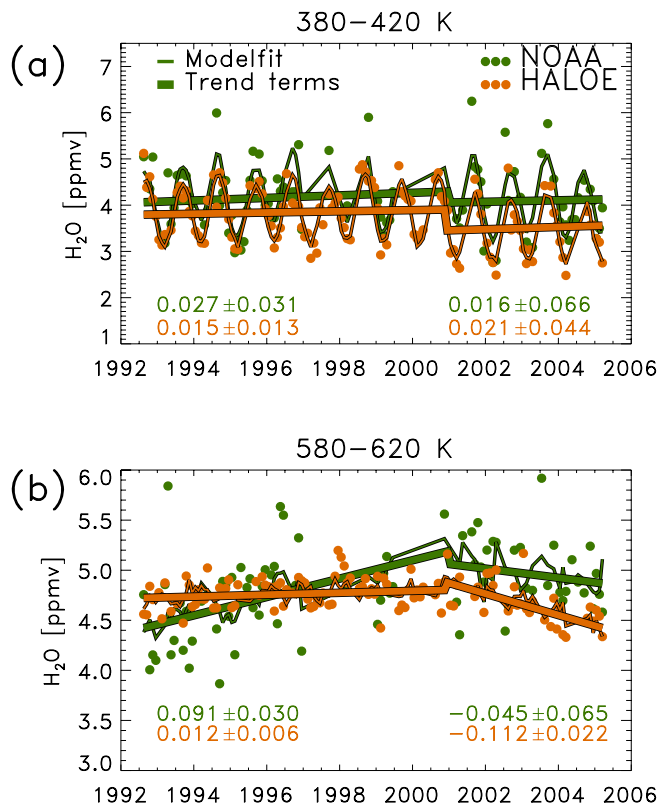 380−420 K
(a)
Modelfit
NOAA
Trend terms
HALOE
7
6
5
4
3
2
1
H2O [ppmv]
0.027±0.031
0.016±0.066
0.015±0.013
0.021±0.044
1992 1994 1996 1998 2000 2002 2004 2006
580−620 K
(b)
6.0
5.5
5.0
4.5
4.0
3.5
3.0
H2O [ppmv]
0.091±0.030
−0.045±0.065
0.012±0.006
−0.112±0.022
1992 1994 1996 1998 2000 2002 2004 2006